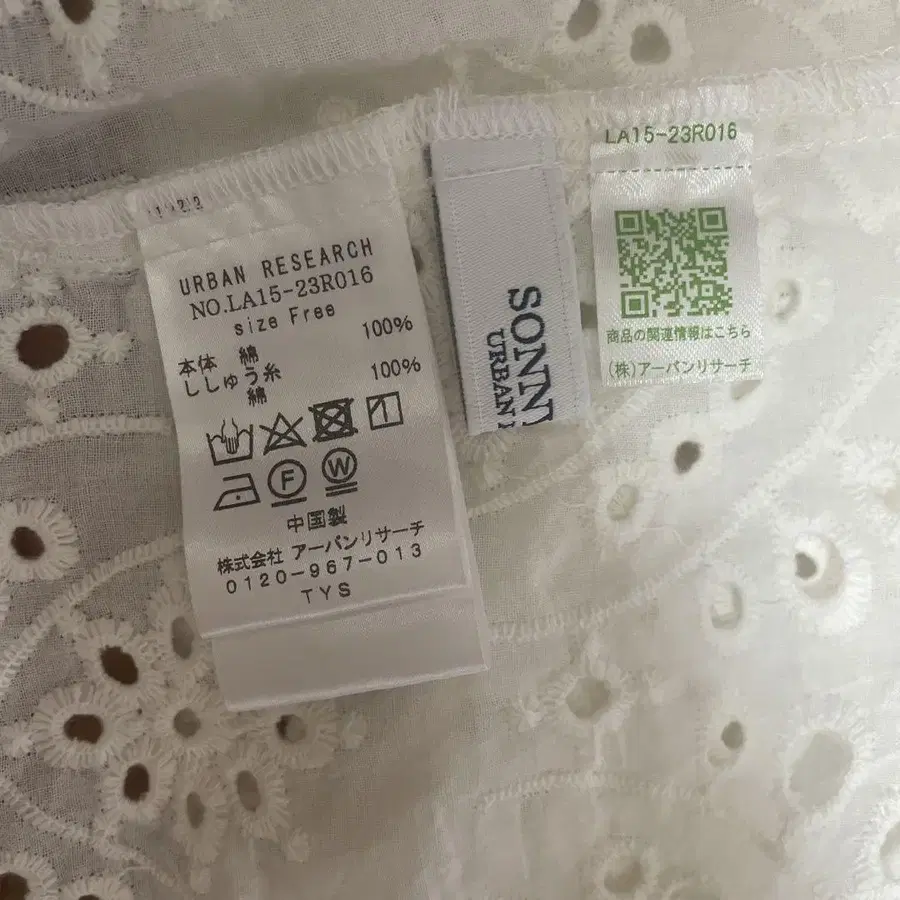 URBAN RESEARCH
NO.LA15-23R016
size Free
本体 綿 100%
ししゅう糸
綿 100%
F W
中国製
株式会社 アーバンリサーチ
0120-967-013
TYS
SONN
URBAN
LA15-23R016
商品の関連情報はこちら
(株)アーバンリサーチ